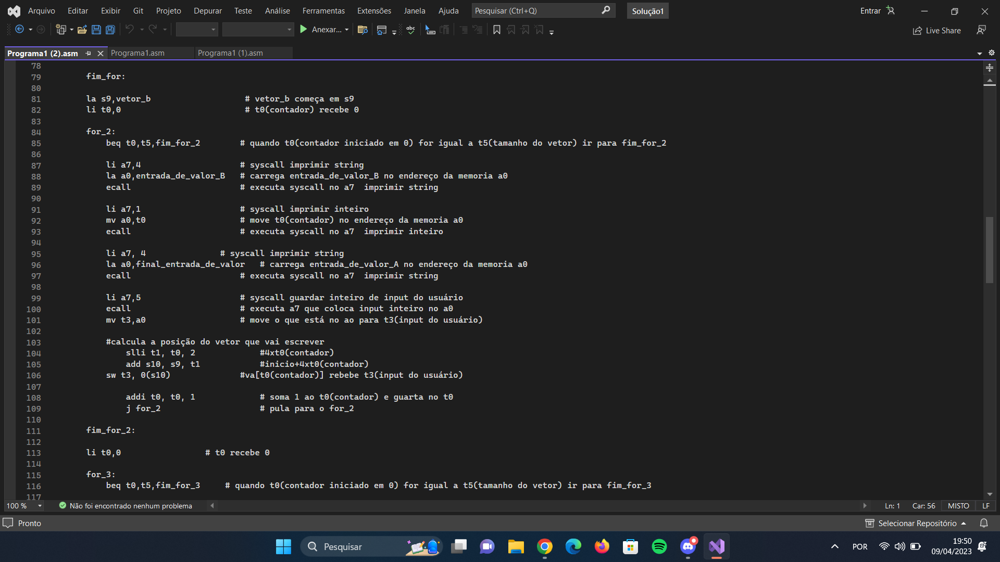 Arquivo Editar Exibir Git Projeto Depurar Teste Análise Ferramentas Extensões Janela Ajuda Pesquisar (Ctrl+Q) Solução1 Entrar
Anexar... abc Live Share
Programa1 (2).asm Programa1.asm Programa1 (1).asm
78
79 fim_for:
80
81 la s9,vetor_b # vetor_b começa em s9
82 li t0,0 # t0(contador) recebe 0
83
84 for_2:
85 beq t0,t5,fim_for_2 # quando t0(contador iniciado em 0) for igual a t5(tamanho do vetor) ir para fim_for_2
86
87 li a7,4 # syscall imprimir string
88 la a0,entrada_de_valor_B # carrega entrada_de_valor_B no endereço da memoria a0
89 ecall # executa syscall no a7  imprimir string
90
91 li a7,1 # syscall imprimir inteiro
92 mv a0,t0 # move t0(contador) no endereço da memoria a0
93 ecall # executa syscall no a7  imprimir inteiro
94
95 li a7, 4 # syscall imprimir string
96 la a0,final_entrada_de_valor # carrega entrada_de_valor_A no endereço da memoria a0
97 ecall # executa syscall no a7  imprimir string
98
99 li a7,5 # syscall guardar inteiro de input do usuário
100 ecall # executa a7 que coloca input inteiro no a0
101 mv t3,a0 # move o que está no ao para t3(input do usuário)
102
103 #calcula a posição do vetor que vai escrever
104 slli t1, t0, 2 #4xt0(contador)
105 add s10, s9, t1 #inicio+4xt0(contador)
106 sw t3, 0(s10) #va[t0(contador)] rebebe t3(input do usuário)
107
108 addi t0, t0, 1 # soma 1 ao t0(contador) e guarta no t0
109 j for_2 # pula para o for_2
110
111 fim_for_2:
112
113 li t0,0 # t0 recebe 0
114
115 for_3:
116 beq t0,t5,fim_for_3 # quando t0(contador iniciado em 0) for igual a t5(tamanho do vetor) ir para fim_for_3
117
100 % Não foi encontrado nenhum problema Ln: 1 Car: 56 MISTO LF
Pronto Selecionar Repositório
Pesquisar POR 19:50
09/04/2023